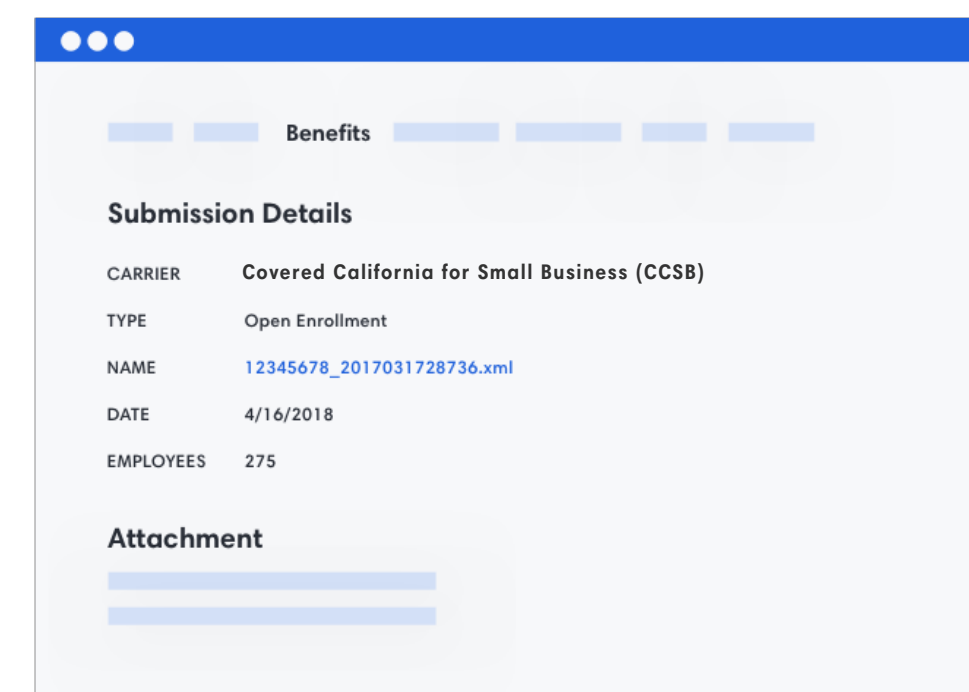 Benefits
Submission Details
CARRIER Covered California for Small Business (CCSB)
TYPE Open Enrollment
NAME 12345678_2017031728736.xml
DATE 4/16/2018
EMPLOYEES 275
Attachment